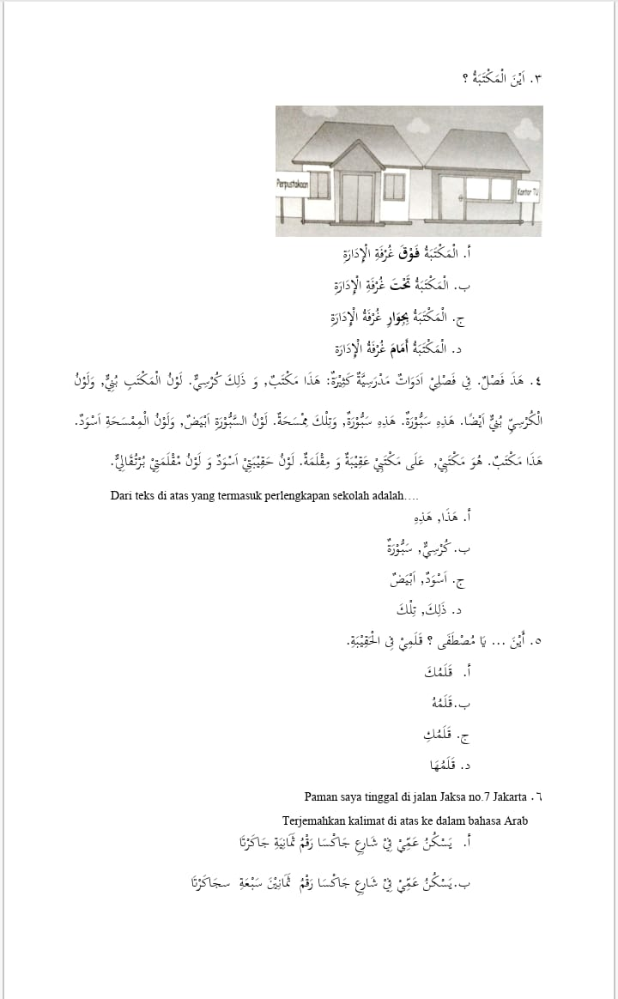 ٣. اَيْنَ الْمَكْتَبَةُ ؟
Perpustakaan
Kantor TU
أ. الْمَكْتَبَةُ فَوْقَ غُرْفَةِ الْإِدَارَةِ
ب. الْمَكْتَبَةُ تَحْتَ غُرْفَةِ الْإِدَارَةِ
ج. الْمَكْتَبَةُ بِجِوَارِ غُرْفَةُ الْإِدَارَةِ
د. الْمَكْتَبَةُ أَمَامَ غُرْفَةُ الْإِدَارَةِ
٤. هَذَ فَصْلٌ. فِي فَصْلِيْ اَدَوَاتٌ مَدْرَسِيَّةٌ كَثِيْرَةٌ: هَذَا مَكْتَبٌ, وَ ذَلِكَ كُرْسِيٌّ. لَوْنُ الْمَكْتَبِ بُنِيٌّ, وَلَوْنُ
الْكُرْسِيِّ بُنِيٌّ اَيْضًا. هَذِهِ سَبُّوْرَةٌ. هَذِهِ سَبُّوْرَةٌ, وَتِلْكَ مِمْسَحَةٌ. لَوْنُ السَّبُّوْرَةِ اَبْيَضٌ, وَلَوْنُ الْمِمْسَحَةِ اَسْوَدٌ.
هَذَا مَكْتَبٌ. هُوَ مَكْتَبِيْ, عَلَى مَكْتَبِيْ عَقِيْبَةٌ وَ مِقْلَمَةٌ. لَوْنُ حَقِيْبَتِيْ اَسْوَدٌ وَ لَوْنُ مُقْلَمَتِيْ بُرْتُقَالِيٌّ.
Dari teks di atas yang termasuk perlengkapan sekolah adalah….
أ. هَذَا, هَذِهِ
ب. كُرْسِيٌّ, سَبُّوْرَةٌ
ج. اَسْوَدٌ, اَبْيَضٌ
د. ذَلِكَ, تِلْكَ
٥. أَيْنَ ... يَا مُصْطَفَى ؟ قَلَمِيْ فِى الْحَقِيْبَةِ.
أ. قَلَمُكَ
ب.قَلَمُهُ
ج. قَلَمُكِ
د. قَلَمُهَا
٦. Paman saya tinggal di jalan Jaksa no.7 Jakarta
Terjemahkan kalimat di atas ke dalam bahasa Arab
أ. يَسْكُنُ عَمِّيْ فِيْ شَارِعِ جَاكْسَا رَقْمُ ثَمَانِيَةِ جَاكَرْتَا
ب.يَسْكُنُ عَمِّيْ فِيْ شَارِعِ جَاكْسَا رَقْمُ ثَمَانِيْنَ سَبْعَةِ سجَاكَرْتَا